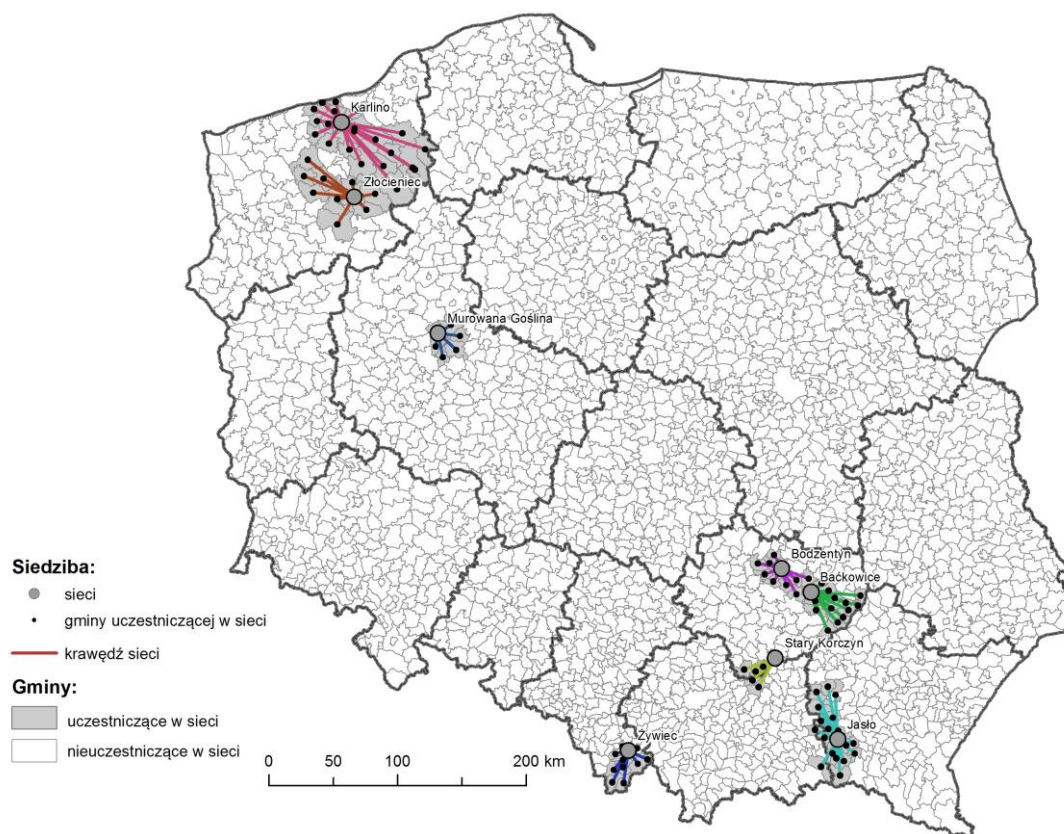 Karlino
Złocieniec
Murowana Goślina
Bodzentyn
Baćkowice
Stary Korczyn
Jasło
Żywiec
Siedziba:
sieci
gminy uczestniczącej w sieci
krawędź sieci
Gminy:
uczestniczące w sieci
nieuczestniczące w sieci
0 50 100 200 km